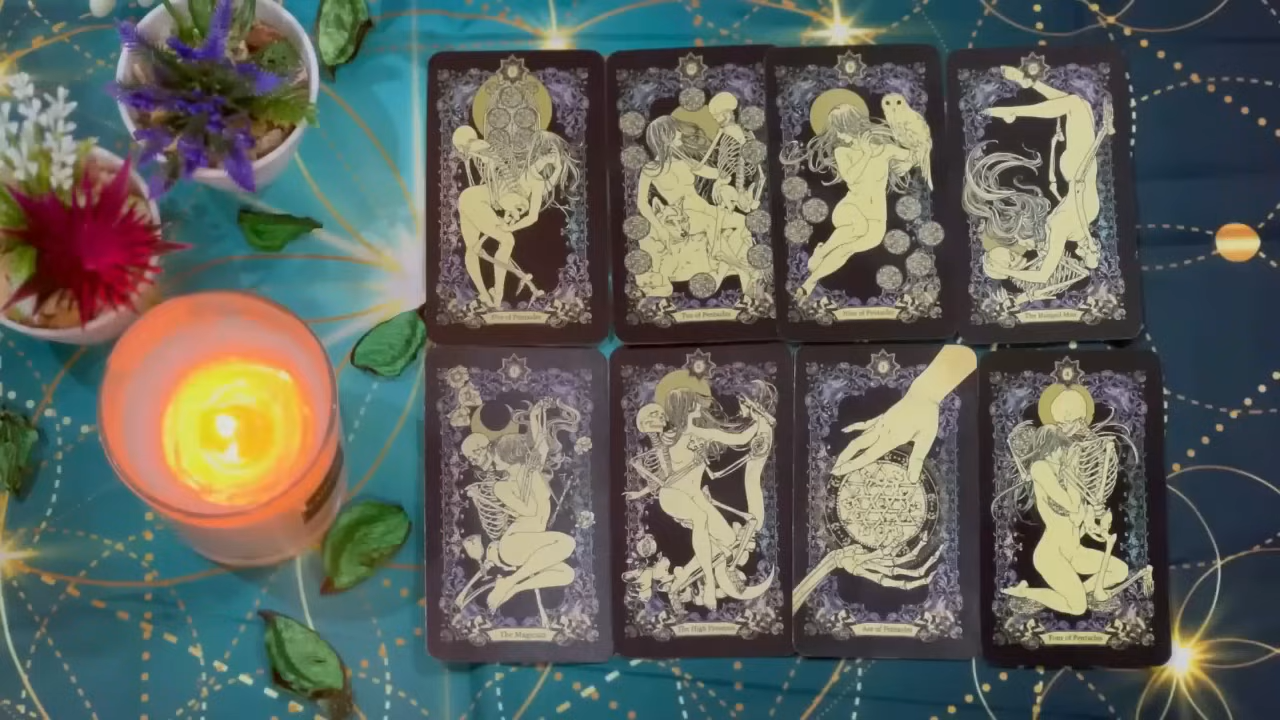 Five of Pentacles
Ten of Pentacles
Nine of Pentacles
The Hanged Man
The Magician
The High Priestess
Ace of Pentacles
Four of Pentacles